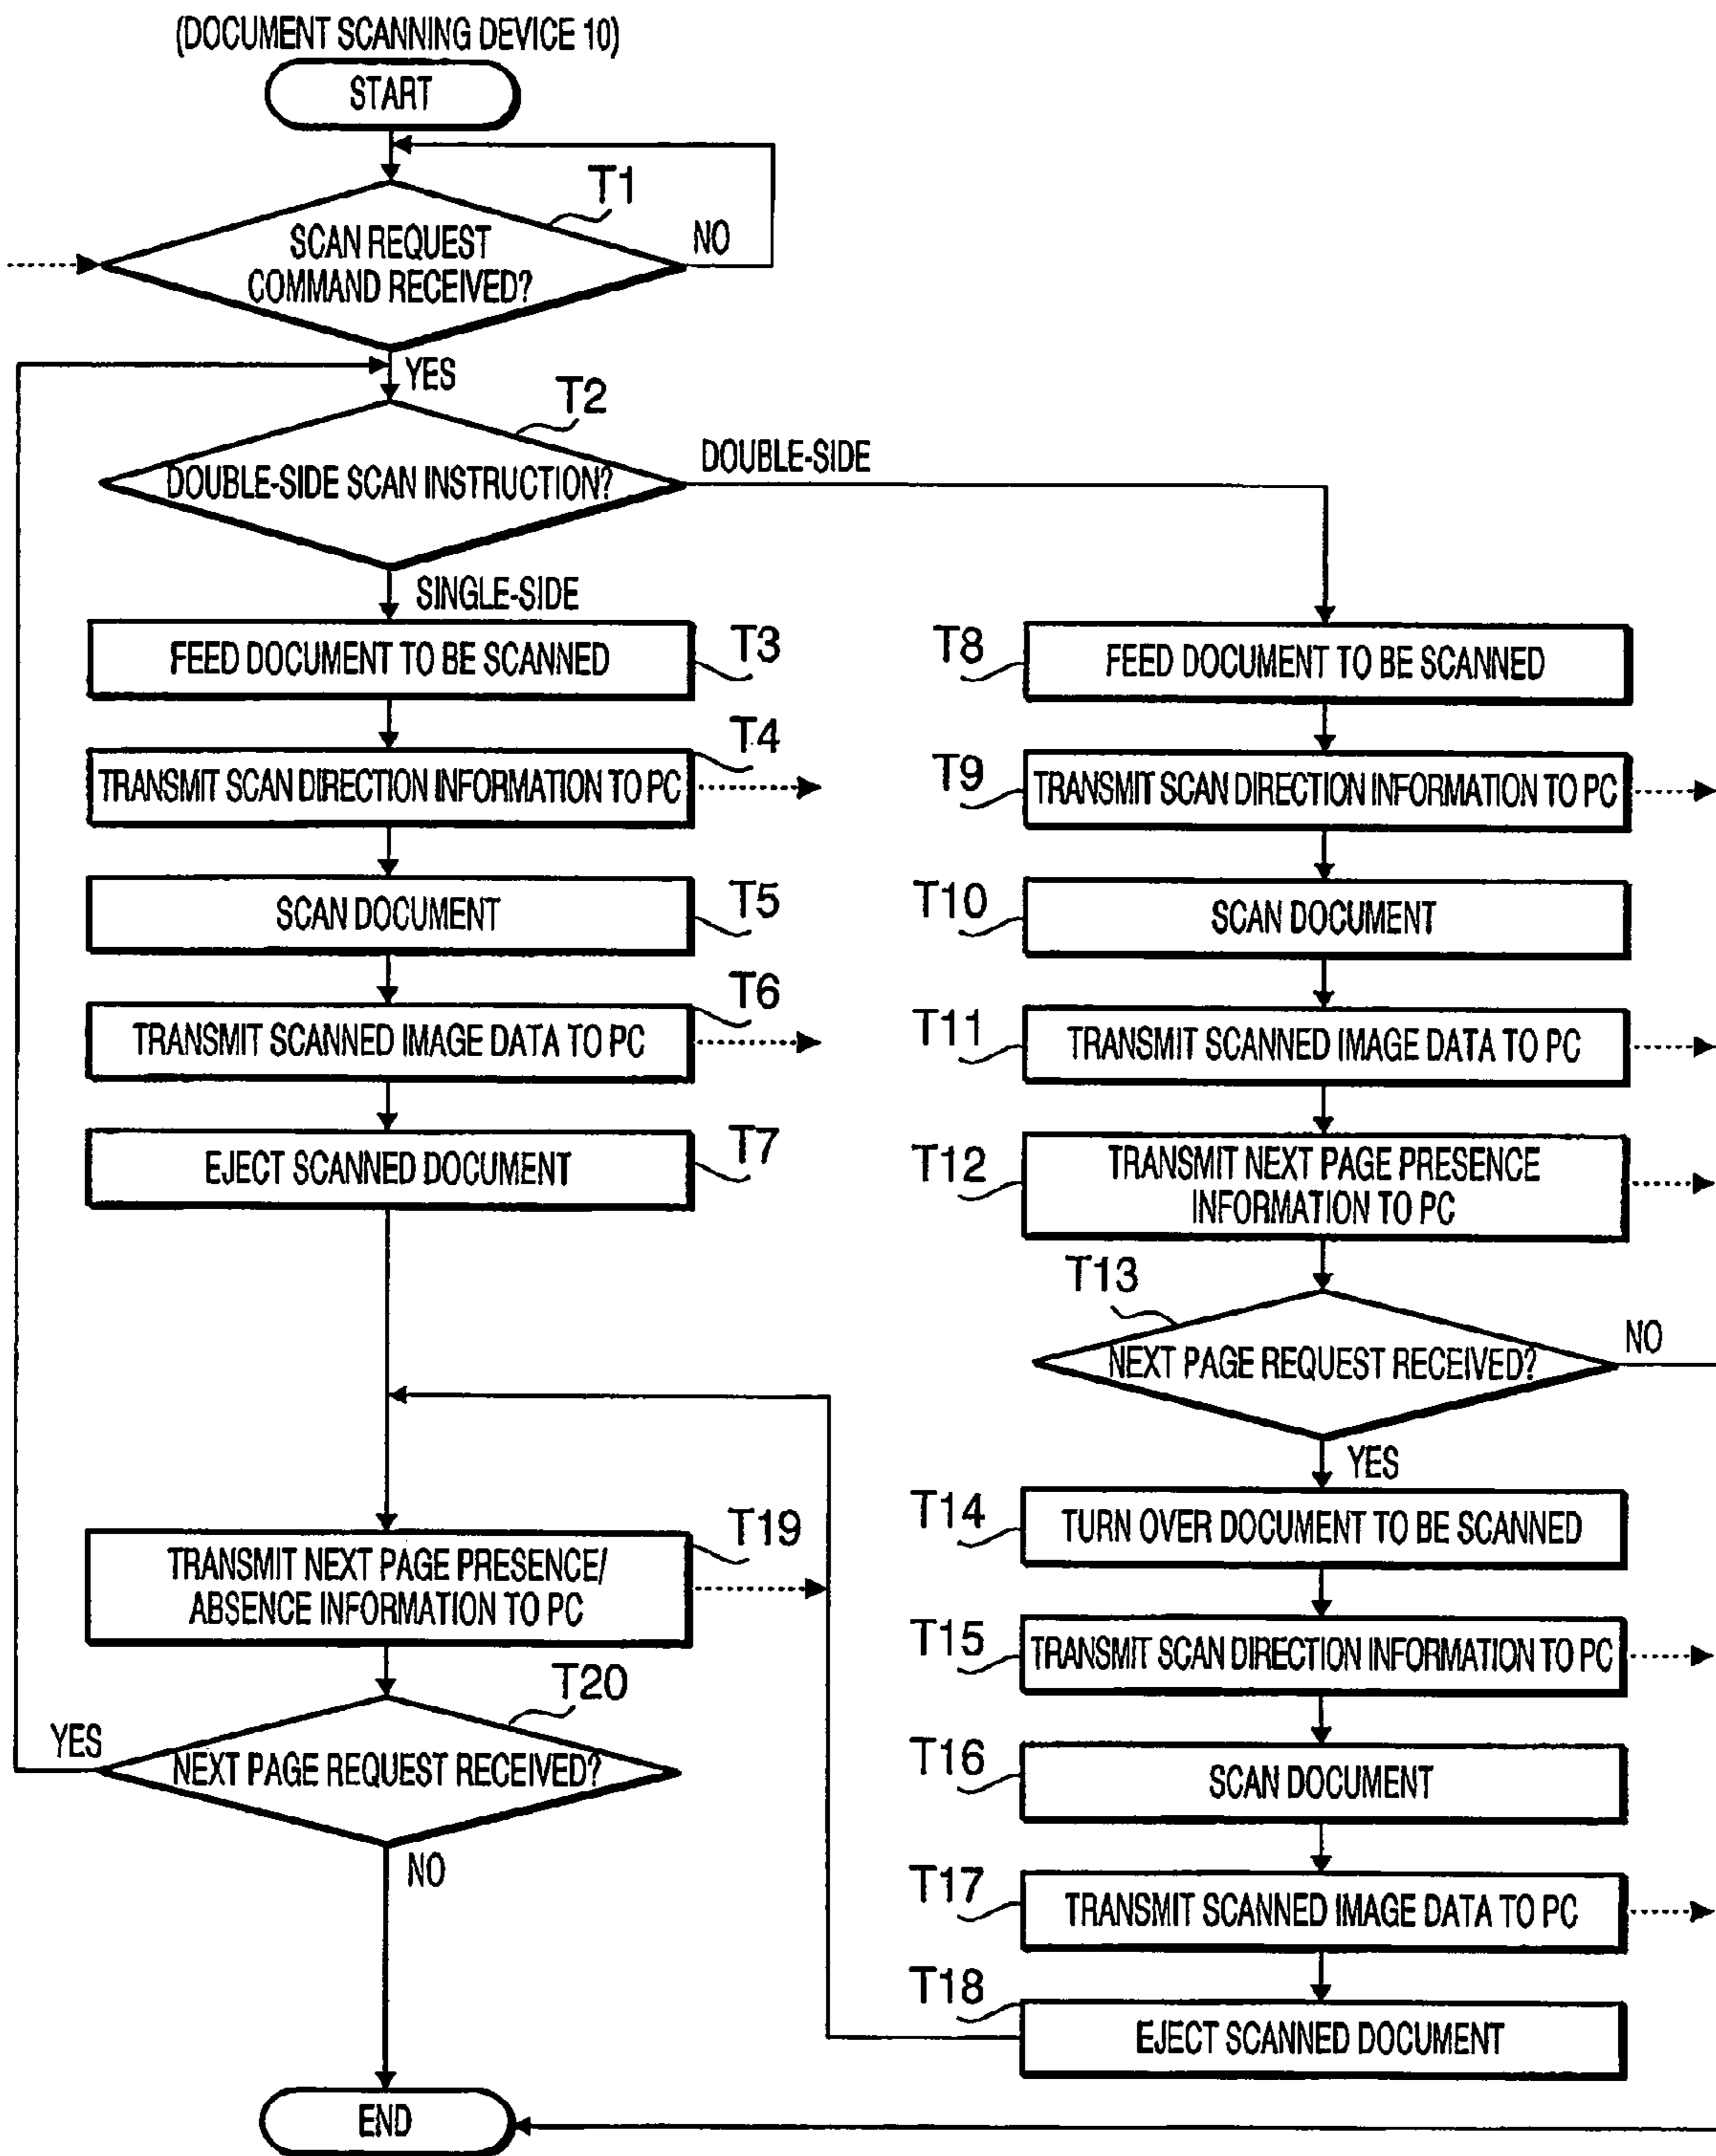 (DOCUMENT SCANNING DEVICE 10)
START
T1
SCAN REQUEST
COMMAND RECEIVED?
NO
YES
T2
DOUBLE-SIDE SCAN INSTRUCTION?
DOUBLE-SIDE
SINGLE-SIDE
FEED DOCUMENT TO BE SCANNED
T3
TRANSMIT SCAN DIRECTION INFORMATION TO PC
T4
SCAN DOCUMENT
T5
TRANSMIT SCANNED IMAGE DATA TO PC
T6
EJECT SCANNED DOCUMENT
T7
T8
FEED DOCUMENT TO BE SCANNED
T9
TRANSMIT SCAN DIRECTION INFORMATION TO PC
T10
SCAN DOCUMENT
T11
TRANSMIT SCANNED IMAGE DATA TO PC
T12
TRANSMIT NEXT PAGE PRESENCE
INFORMATION TO PC
T13
NEXT PAGE REQUEST RECEIVED?
NO
YES
T14
TURN OVER DOCUMENT TO BE SCANNED
T15
TRANSMIT SCAN DIRECTION INFORMATION TO PC
T16
SCAN DOCUMENT
T17
TRANSMIT SCANNED IMAGE DATA TO PC
T18
EJECT SCANNED DOCUMENT
T19
TRANSMIT NEXT PAGE PRESENCE/
ABSENCE INFORMATION TO PC
T20
YES
NEXT PAGE REQUEST RECEIVED?
NO
END